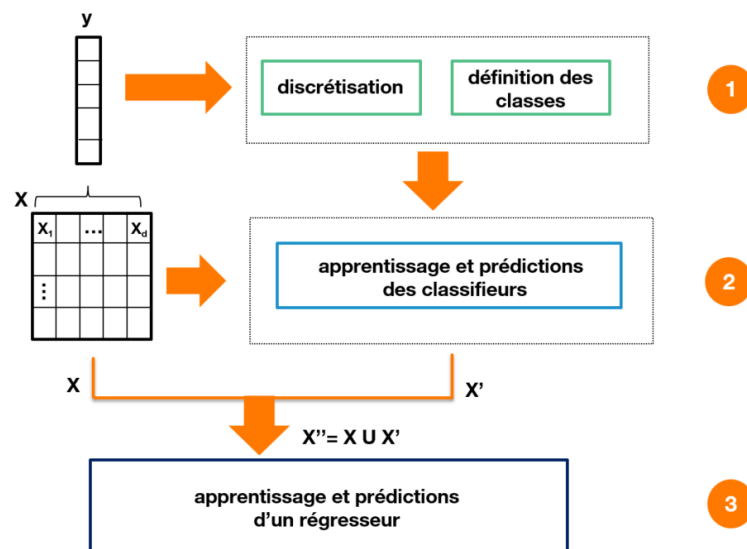 y
discrétisation
définition des
classes
1
X
X1 ... Xd
⋮
apprentissage et prédictions
des classifieurs
2
X
X'
X''= X U X'
apprentissage et prédictions
d'un régresseur
3